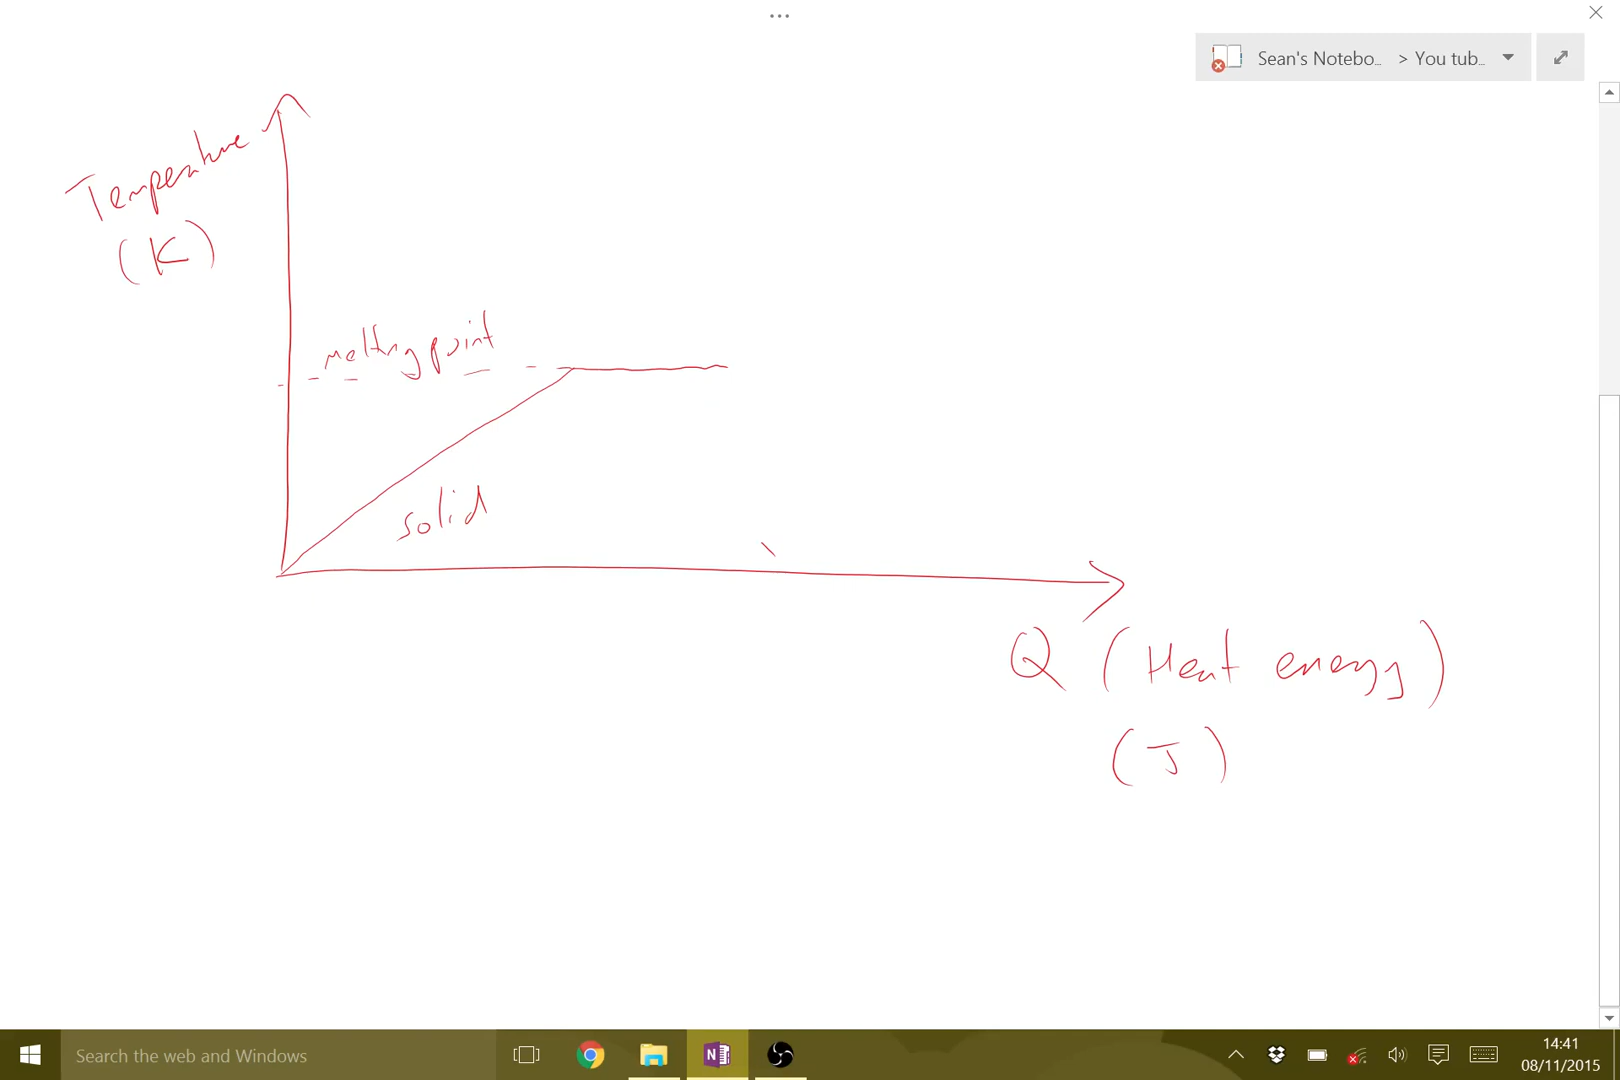 Sean's Notebo... > You tub...
Temperature
(K)
melting point
solid
Q (Heat energy)
(J)
Search the web and Windows
14:41
08/11/2015